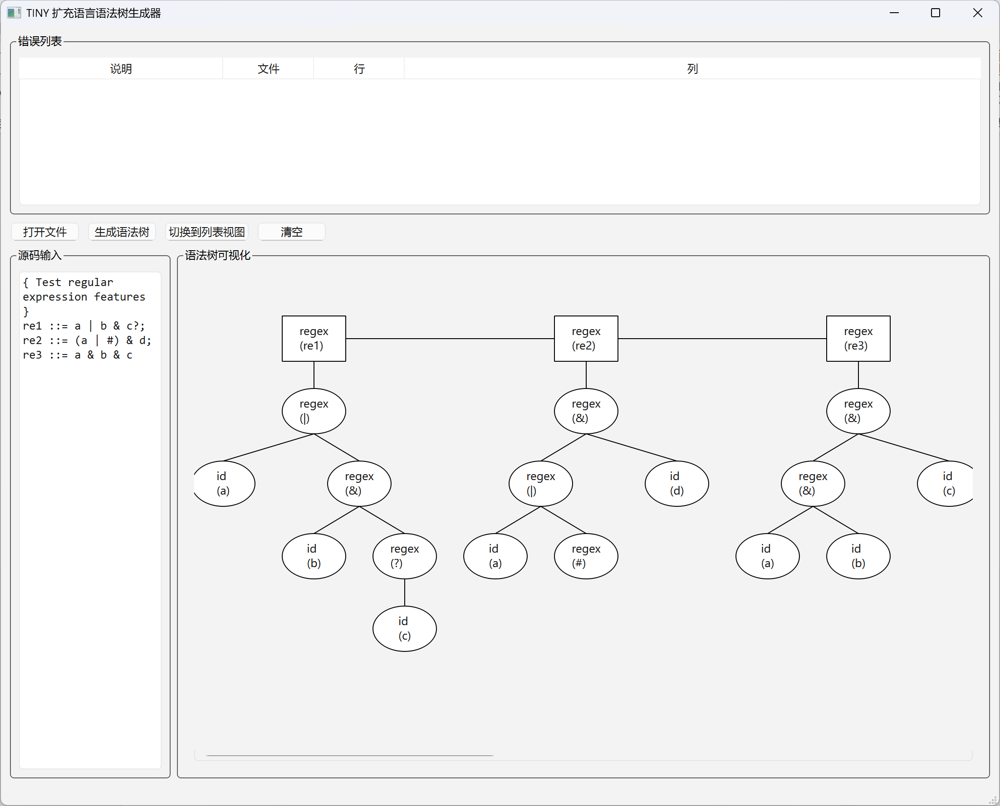 TINY 扩充语言语法树生成器
错误列表
说明 文件 行 列
打开文件 生成语法树 切换到列表视图 清空
源码输入
{ Test regular
expression features
}
re1 ::= a | b & c?;
re2 ::= (a | #) & d;
re3 ::= a & b & c
语法树可视化
regex
(re1)
regex
(re2)
regex
(re3)
regex
(|)
regex
(&)
regex
(&)
id
(a)
regex
(&)
regex
(|)
id
(d)
regex
(&)
id
(c)
id
(b)
regex
(?)
id
(a)
regex
(#)
id
(a)
id
(b)
id
(c)